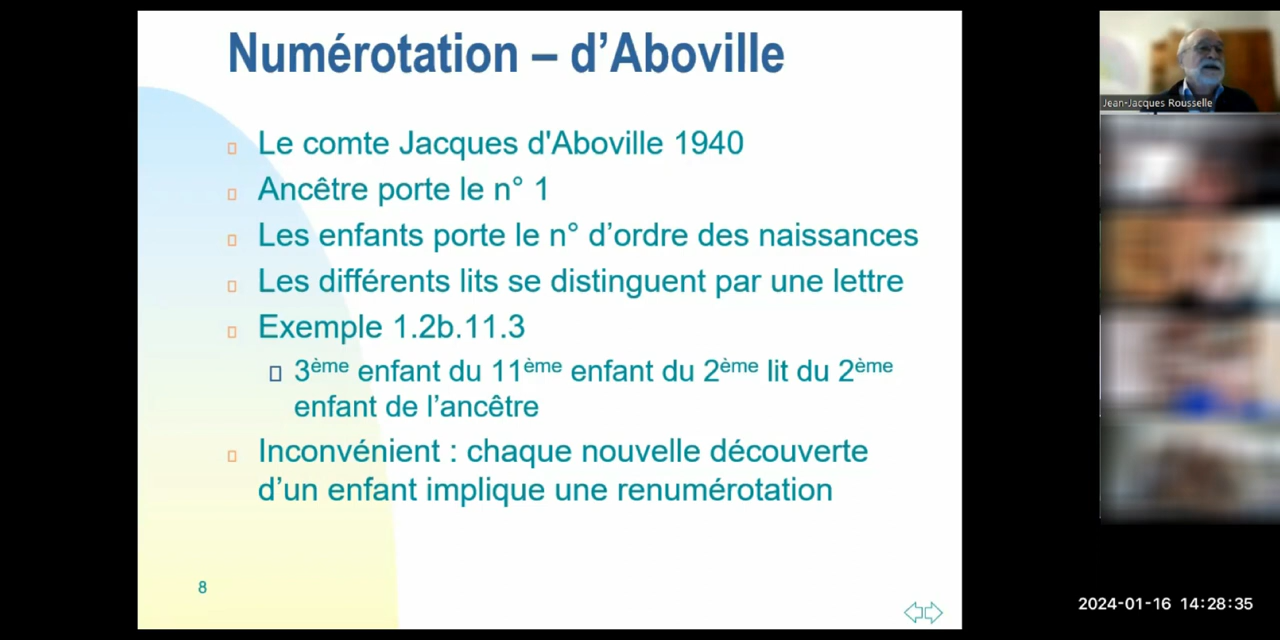 Numérotation – d’Aboville
Le comte Jacques d'Aboville 1940
Ancêtre porte le n° 1
Les enfants porte le n° d’ordre des naissances
Les différents lits se distinguent par une lettre
Exemple 1.2b.11.3
3ème enfant du 11ème enfant du 2ème lit du 2ème
enfant de l’ancêtre
Inconvénient : chaque nouvelle découverte
d’un enfant implique une renumérotation
8
Jean-Jacques Rousselle
2024-01-16 14:28:35